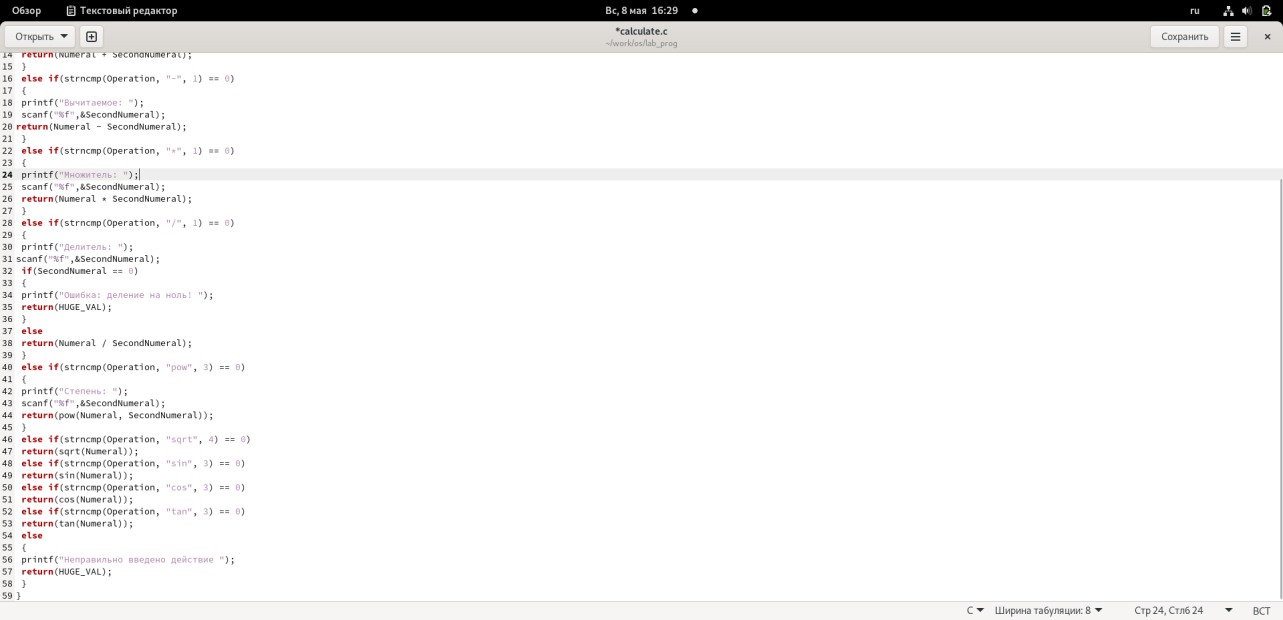 Обзор Текстовый редактор Вс, 8 мая 16:29 ru
Открыть *calculate.c Сохранить
~/work/os/lab_prog
14 return(Numeral + SecondNumeral);
15 }
16 else if(strncmp(Operation, "-", 1) == 0)
17 {
18 printf("Вычитаемое: ");
19 scanf("%f",&SecondNumeral);
20 return(Numeral - SecondNumeral);
21 }
22 else if(strncmp(Operation, "*", 1) == 0)
23 {
24 printf("Множитель: ");
25 scanf("%f",&SecondNumeral);
26 return(Numeral * SecondNumeral);
27 }
28 else if(strncmp(Operation, "/", 1) == 0)
29 {
30 printf("Делитель: ");
31 scanf("%f",&SecondNumeral);
32 if(SecondNumeral == 0)
33 {
34 printf("Ошибка: деление на ноль! ");
35 return(HUGE_VAL);
36 }
37 else
38 return(Numeral / SecondNumeral);
39 }
40 else if(strncmp(Operation, "pow", 3) == 0)
41 {
42 printf("Степень: ");
43 scanf("%f",&SecondNumeral);
44 return(pow(Numeral, SecondNumeral));
45 }
46 else if(strncmp(Operation, "sqrt", 4) == 0)
47 return(sqrt(Numeral));
48 else if(strncmp(Operation, "sin", 3) == 0)
49 return(sin(Numeral));
50 else if(strncmp(Operation, "cos", 3) == 0)
51 return(cos(Numeral));
52 else if(strncmp(Operation, "tan", 3) == 0)
53 return(tan(Numeral));
54 else
55 {
56 printf("Неправильно введено действие ");
57 return(HUGE_VAL);
58 }
59 }
C Ширина табуляции: 8 Стр 24, Стлб 24 ВСТ